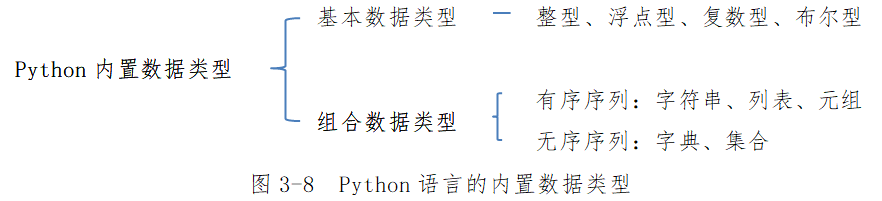 基本数据类型 整型、浮点型、复数型、布尔型
Python 内置数据类型
组合数据类型
有序序列：字符串、列表、元组
无序序列：字典、集合
图 3-8 Python 语言的内置数据类型